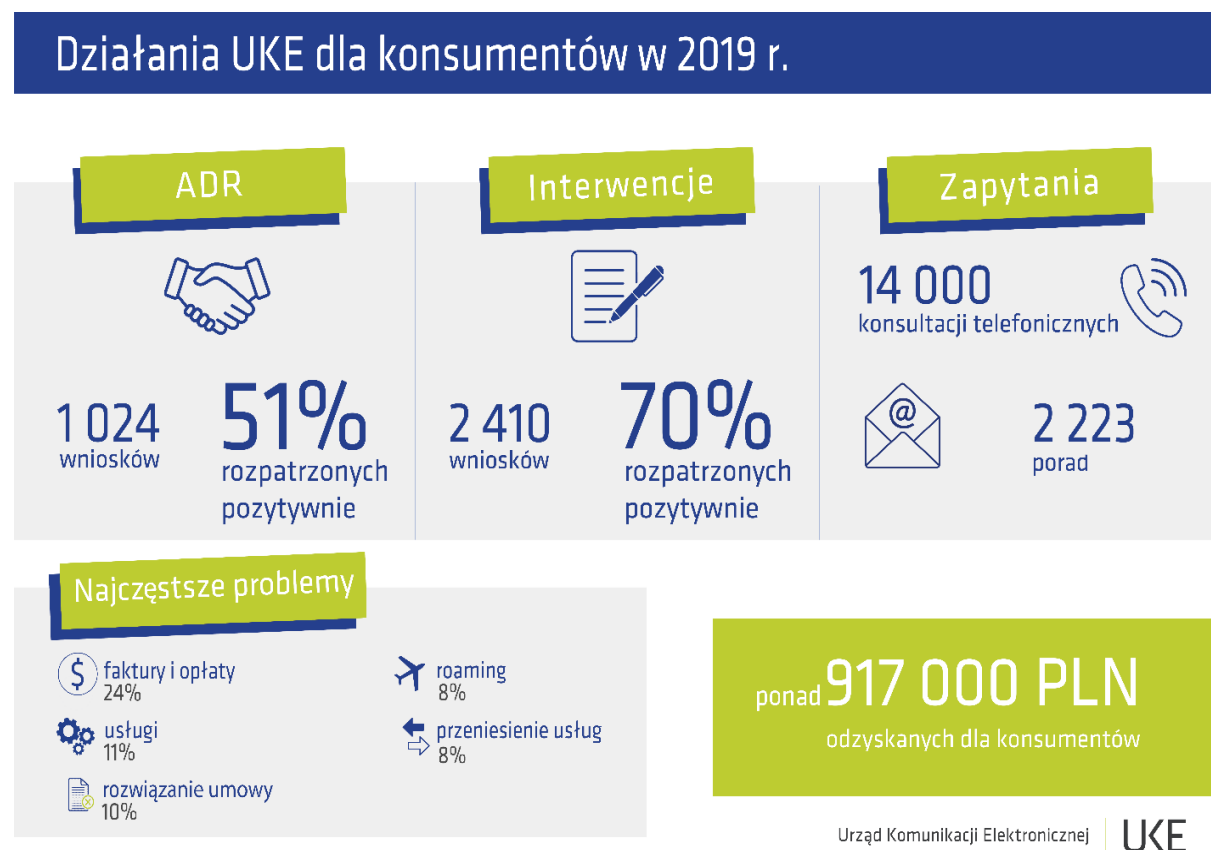 Działania UKE dla konsumentów w 2019 r.
ADR
1 024
wniosków
51%
rozpatrzonych
pozytywnie
Interwencje
2 410
wniosków
70%
rozpatrzonych
pozytywnie
Zapytania
14 000
konsultacji telefonicznych
@
2 223
porad
Najczęstsze problemy
$
faktury i opłaty
24%
usługi
11%
rozwiązanie umowy
10%
roaming
8%
przeniesienie usług
8%
ponad 917 000 PLN
odzyskanych dla konsumentów
Urząd Komunikacji Elektronicznej UKE